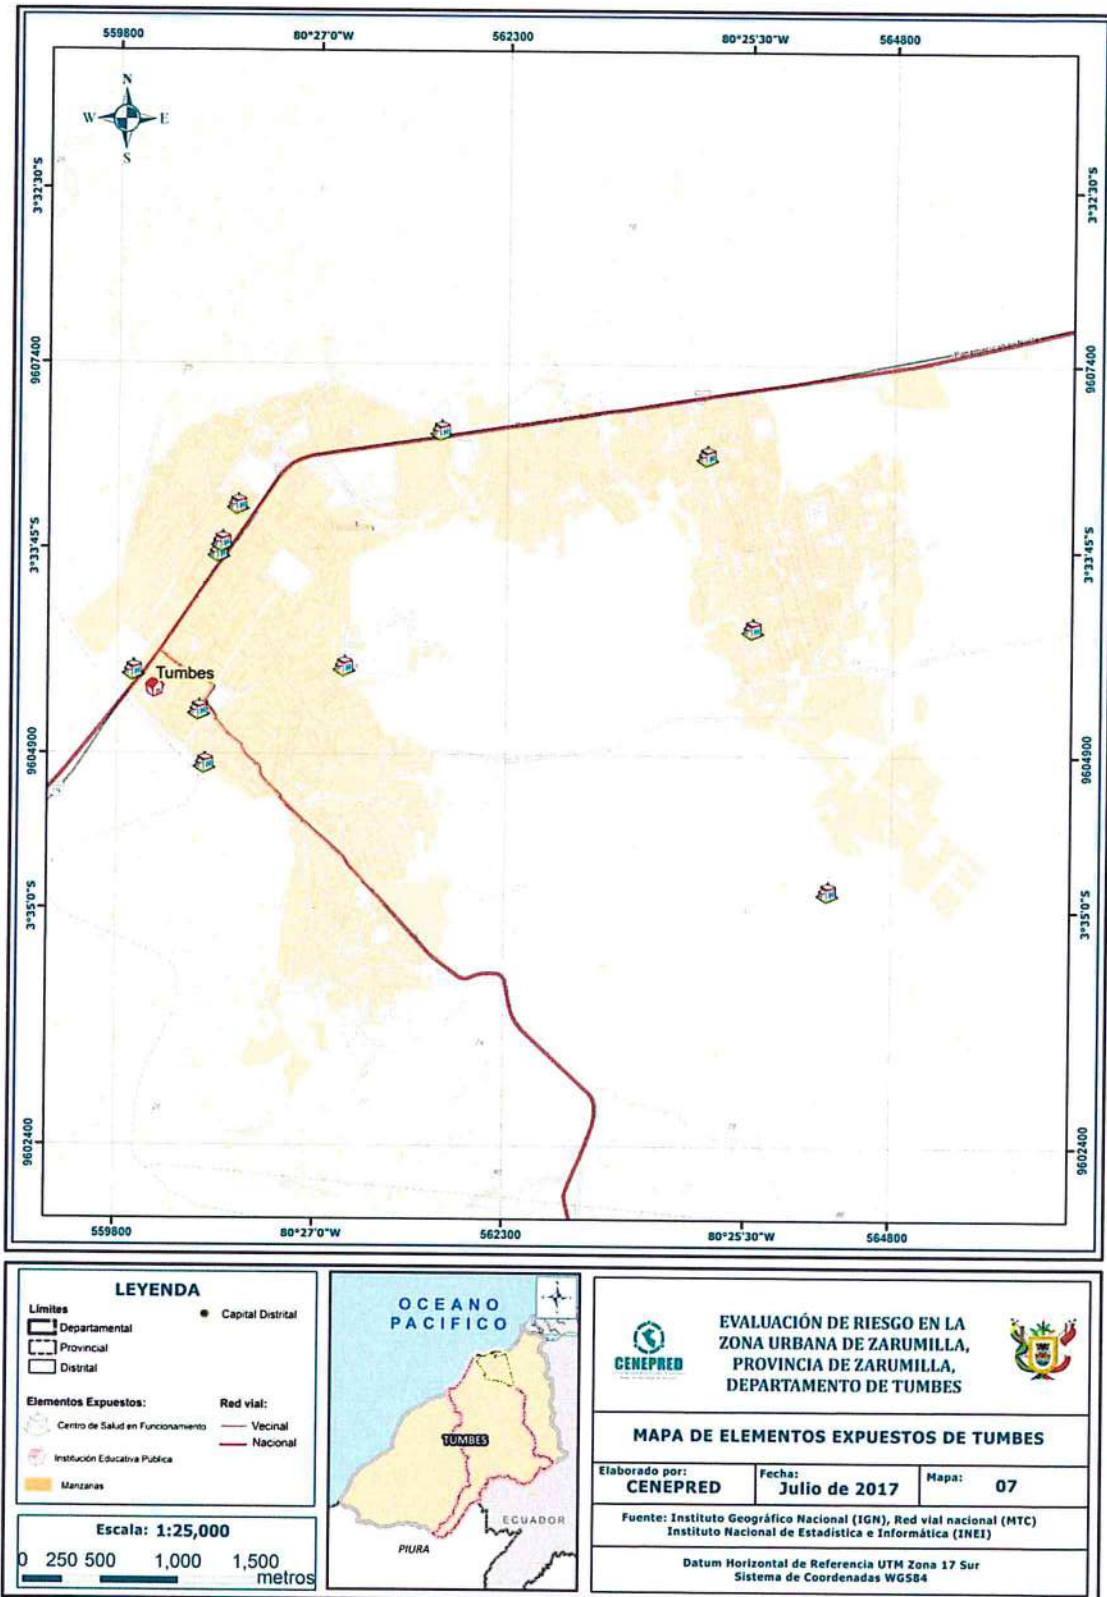 559800
80°27'0"W
562300
80°25'30"W
564800
N
W
E
S
3°32'30"S
3°32'30"S
9607400
9607400
3°33'45"S
3°33'45"S
Tumbes
9604900
9604900
3°35'0"S
3°35'0"S
9602400
9602400
559800
80°27'0"W
562300
80°25'30"W
564800
LEYENDA
Límites
Departamental
Provincial
Distrital
Capital Distrital
Elementos Expuestos:
Centro de Salud en Funcionamiento
Institución Educativa Publica
Manzanas
Red vial:
Vecinal
Nacional
Escala: 1:25,000
0 250 500 1,000 1,500
metros
OCEANO
PACIFICO
TUMBES
ECUADOR
PIURA
CENEPRED
EVALUACIÓN DE RIESGO EN LA
ZONA URBANA DE ZARUMILLA,
PROVINCIA DE ZARUMILLA,
DEPARTAMENTO DE TUMBES
MAPA DE ELEMENTOS EXPUESTOS DE TUMBES
Elaborado por:
CENEPRED
Fecha:
Julio de 2017
Mapa:
07
Fuente: Instituto Geográfico Nacional (IGN), Red vial nacional (MTC)
Instituto Nacional de Estadística e Informática (INEI)
Datum Horizontal de Referencia UTM Zona 17 Sur
Sistema de Coordenadas WGS84